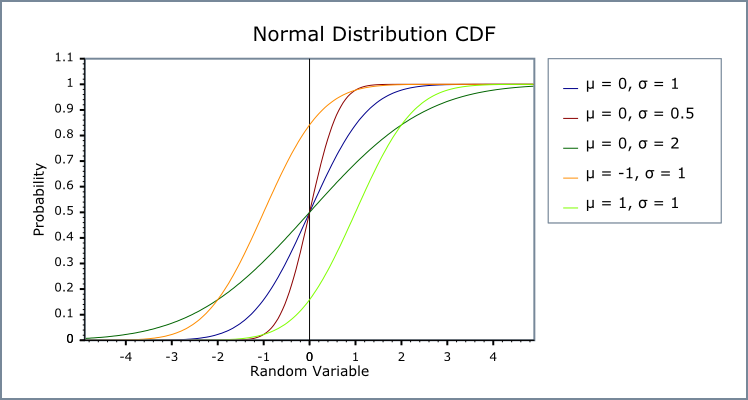 Normal Distribution CDF
1.1
1
0.9
0.8
0.7
0.6
0.5
0.4
0.3
0.2
0.1
0
Probability
-4 -3 -2 -1 0 1 2 3 4
Random Variable
μ = 0, σ = 1
μ = 0, σ = 0.5
μ = 0, σ = 2
μ = -1, σ = 1
μ = 1, σ = 1